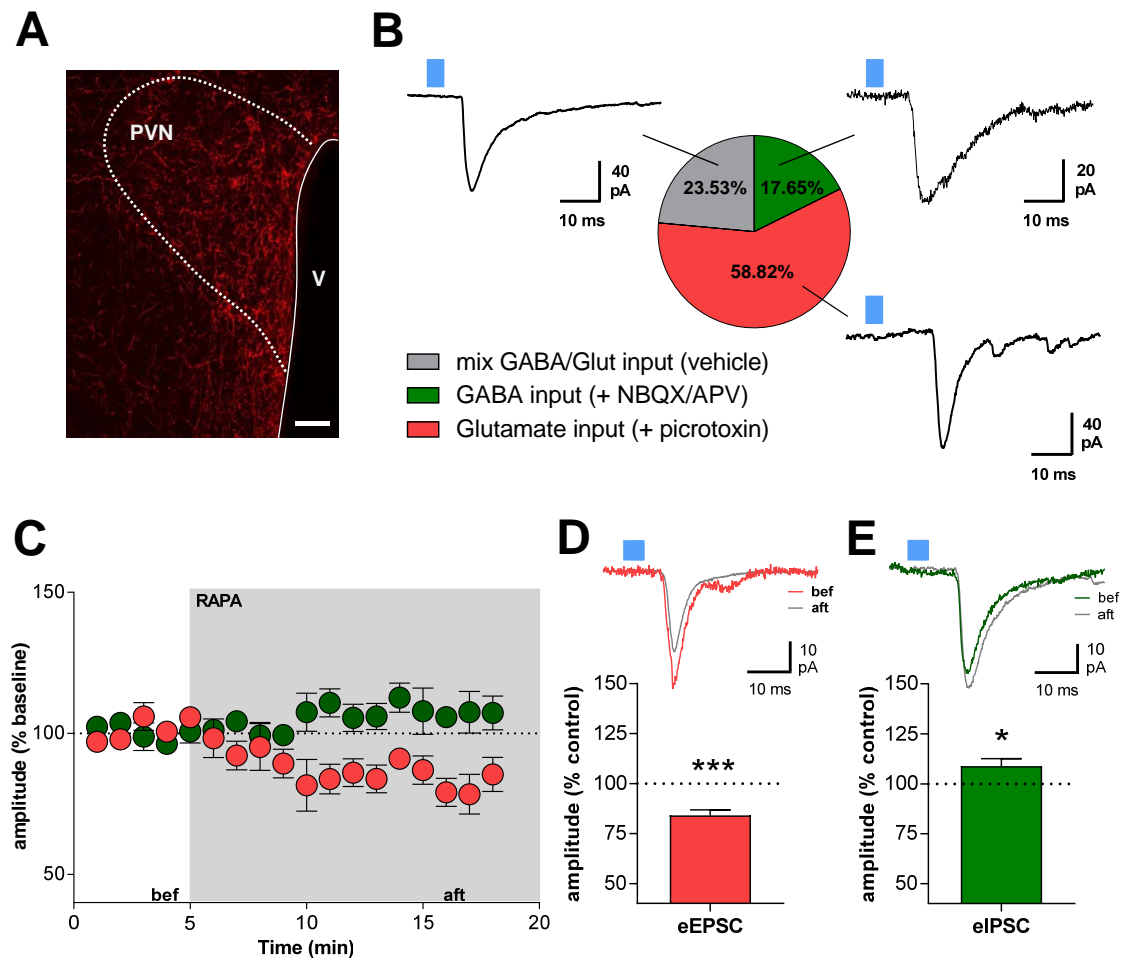 A
PVN
V
B
40
pA
10 ms
20
pA
10 ms
23.53%
17.65%
58.82%
40
pA
10 ms
mix GABA/Glut input (vehicle)
GABA input (+ NBQX/APV)
Glutamate input (+ picrotoxin)
C
150
100
50
amplitude (% baseline)
RAPA
bef
aft
0
5
10
15
20
Time (min)
D
bef
aft
10
pA
10 ms
150
125
100
75
50
amplitude (% control)
***
eEPSC
E
bef
aft
10
pA
10 ms
150
125
100
75
50
amplitude (% control)
*
eIPSC